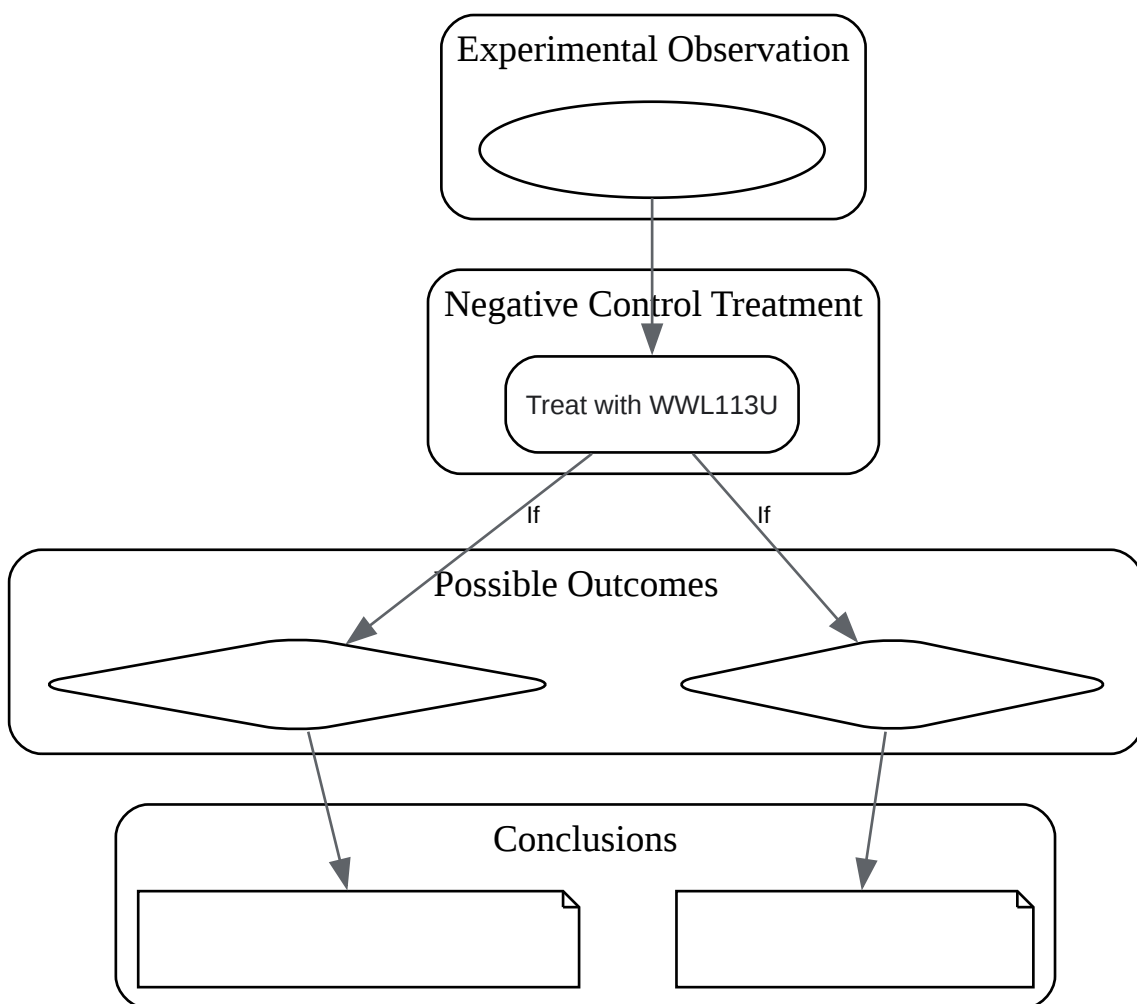 Experimental Observation
Negative Control Treatment
Treat with WWL113U
If
If
Possible Outcomes
Conclusions